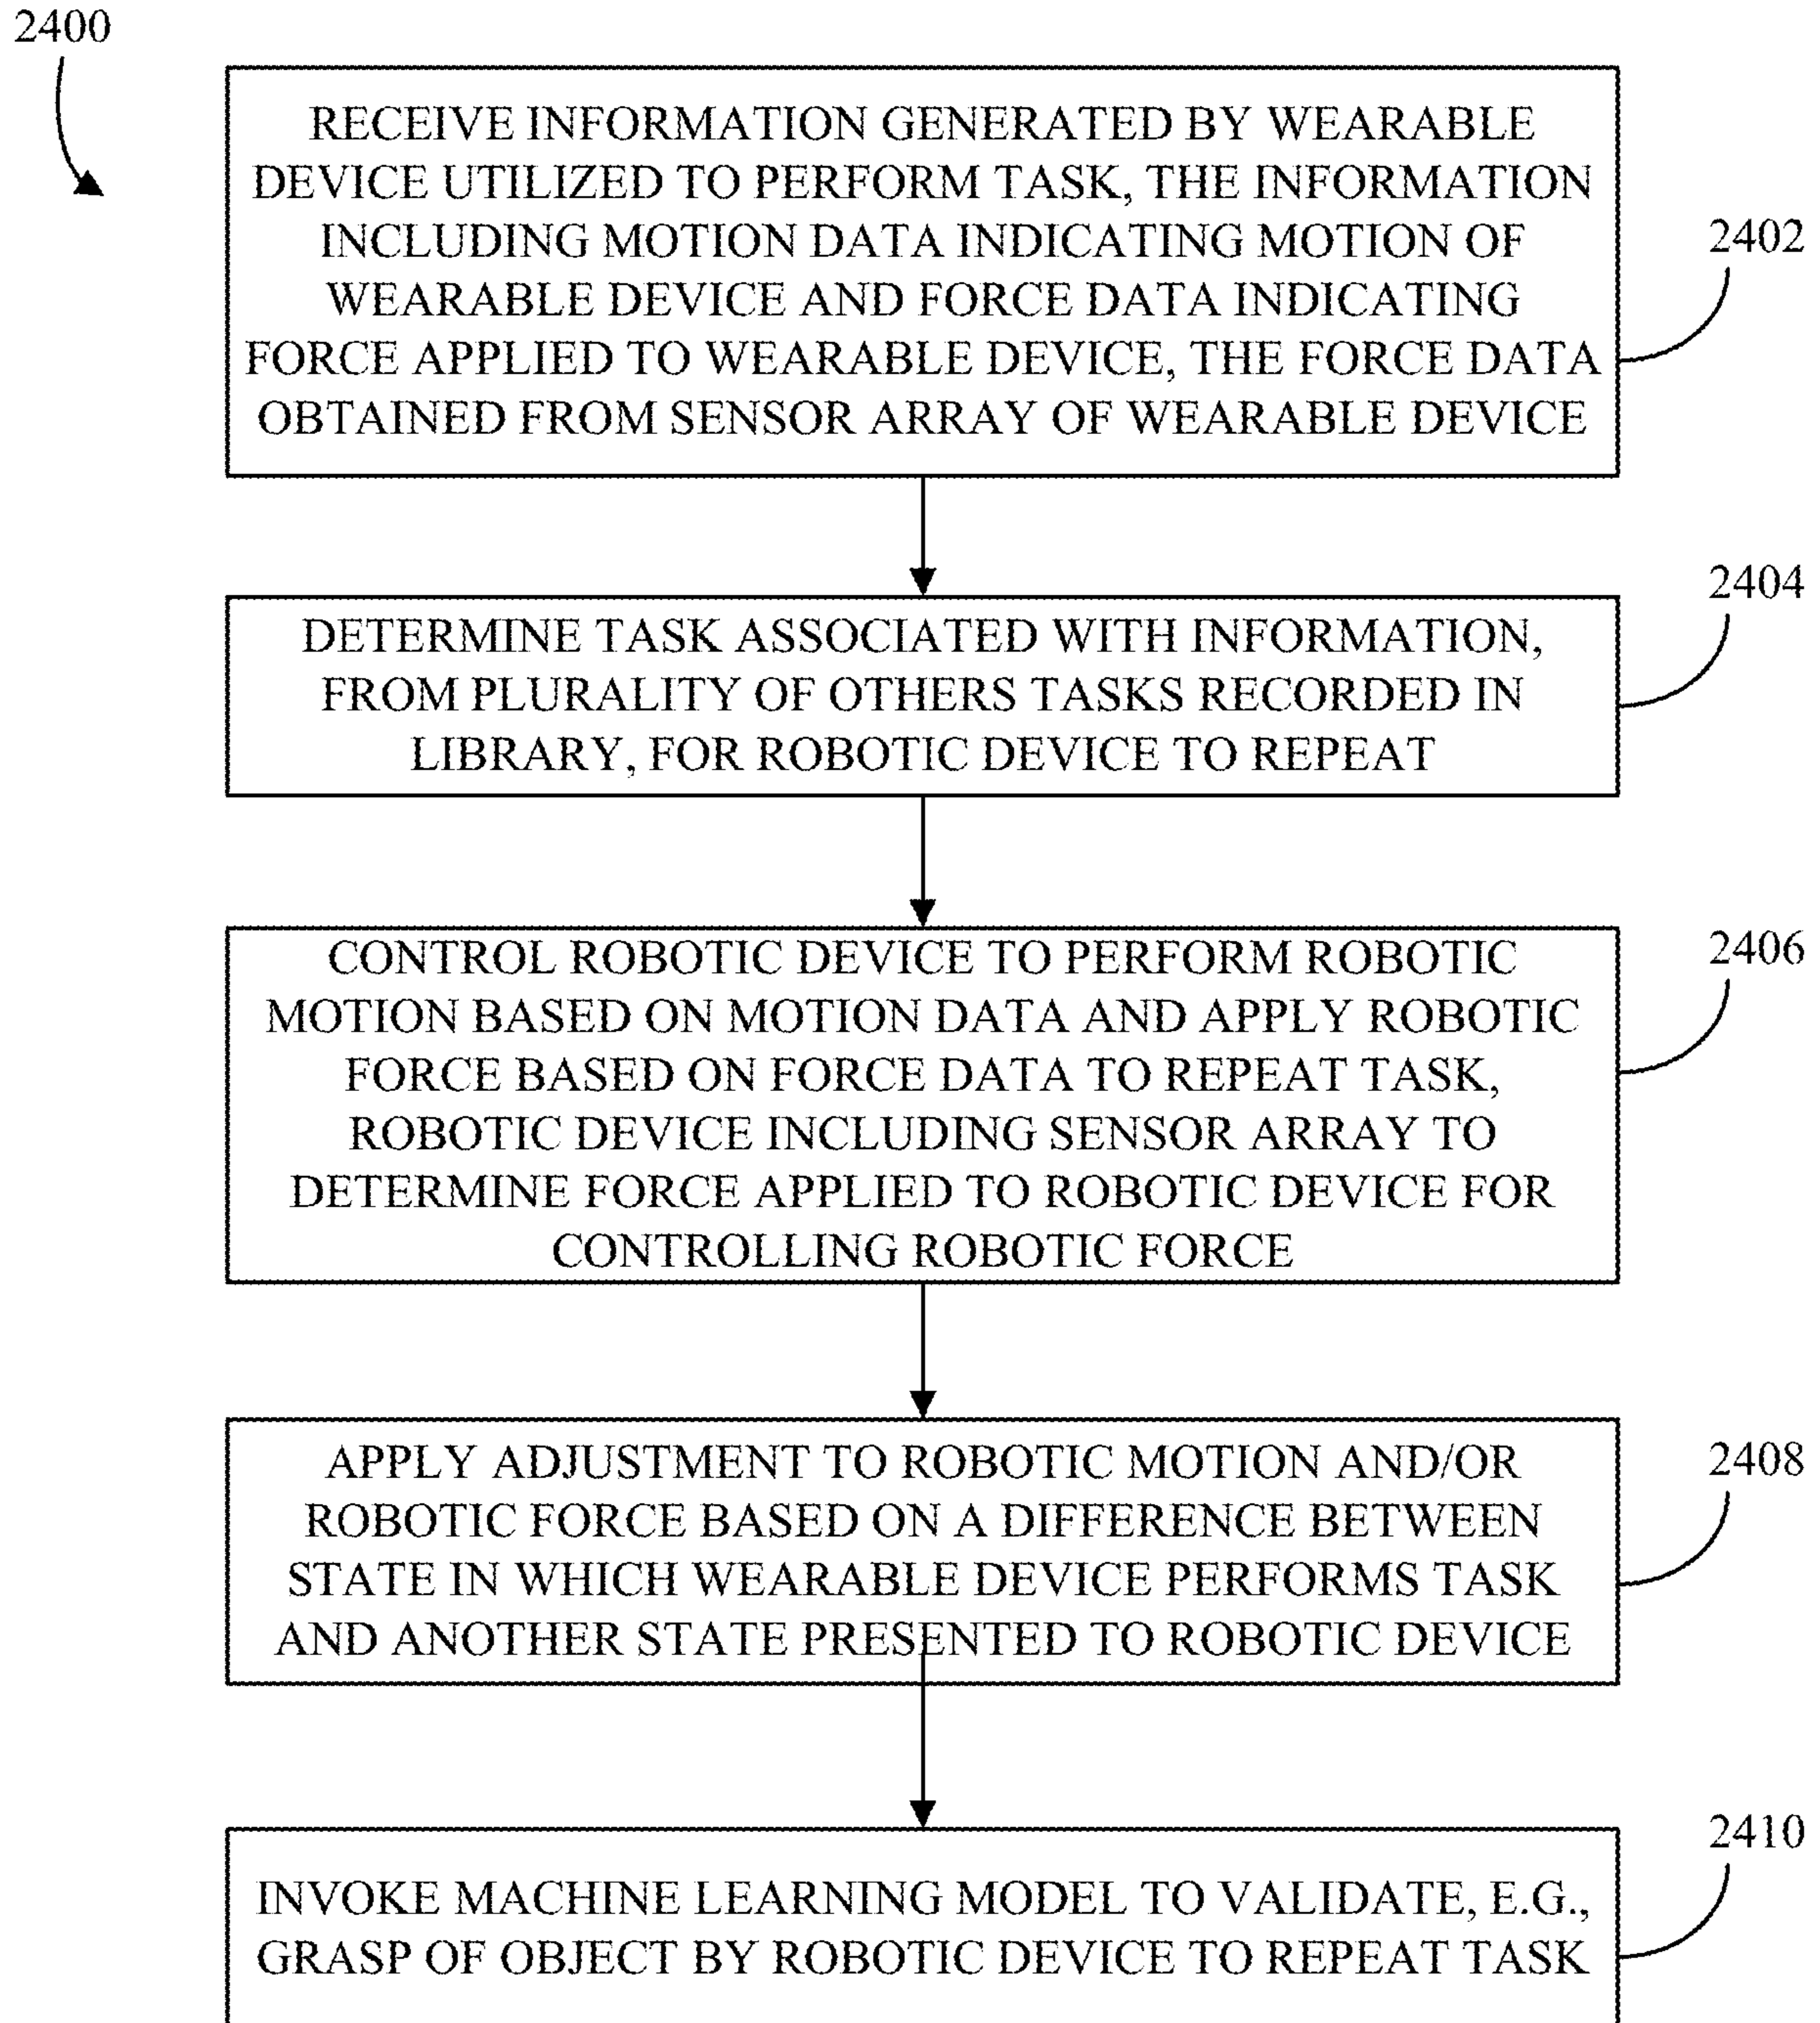 2400
RECEIVE INFORMATION GENERATED BY WEARABLE
DEVICE UTILIZED TO PERFORM TASK, THE INFORMATION
INCLUDING MOTION DATA INDICATING MOTION OF
WEARABLE DEVICE AND FORCE DATA INDICATING
FORCE APPLIED TO WEARABLE DEVICE, THE FORCE DATA
OBTAINED FROM SENSOR ARRAY OF WEARABLE DEVICE
2402
DETERMINE TASK ASSOCIATED WITH INFORMATION,
FROM PLURALITY OF OTHERS TASKS RECORDED IN
LIBRARY, FOR ROBOTIC DEVICE TO REPEAT
2404
CONTROL ROBOTIC DEVICE TO PERFORM ROBOTIC
MOTION BASED ON MOTION DATA AND APPLY ROBOTIC
FORCE BASED ON FORCE DATA TO REPEAT TASK,
ROBOTIC DEVICE INCLUDING SENSOR ARRAY TO
DETERMINE FORCE APPLIED TO ROBOTIC DEVICE FOR
CONTROLLING ROBOTIC FORCE
2406
APPLY ADJUSTMENT TO ROBOTIC MOTION AND/OR
ROBOTIC FORCE BASED ON A DIFFERENCE BETWEEN
STATE IN WHICH WEARABLE DEVICE PERFORMS TASK
AND ANOTHER STATE PRESENTED TO ROBOTIC DEVICE
2408
INVOKE MACHINE LEARNING MODEL TO VALIDATE, E.G.,
GRASP OF OBJECT BY ROBOTIC DEVICE TO REPEAT TASK
2410